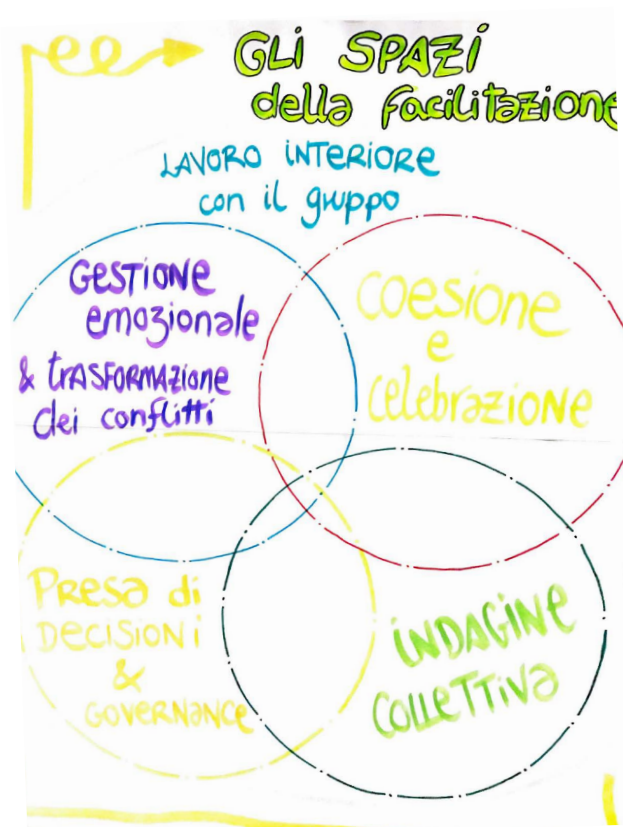 GLi SPAZi
della facilitazione
LAVORO iNTERiORE
con il gruppo
GESTiONE
emozionale
& trASFORMAZione
dei conflitti
COESiONE
e
CelebrazioNE
PRESa di
DECISiONi
&
GOVERNaNCE
iNDAGiNE
COLLETTiVa